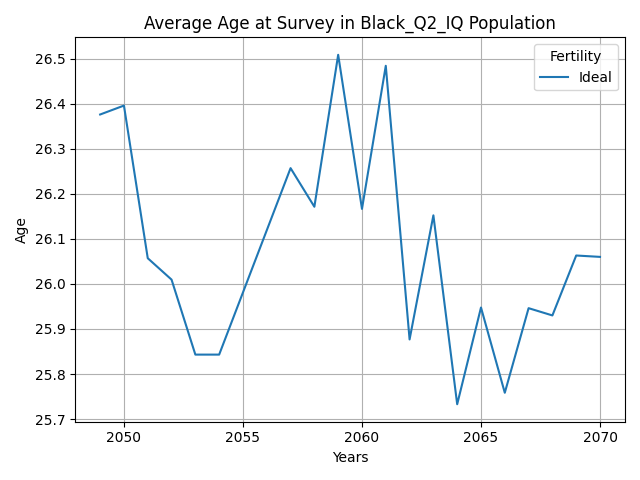 Average Age at Survey in Black_Q2_IQ Population
Fertility
Ideal
Age
26.5
26.4
26.3
26.2
26.1
26.0
25.9
25.8
25.7
2050
2055
2060
2065
2070
Years